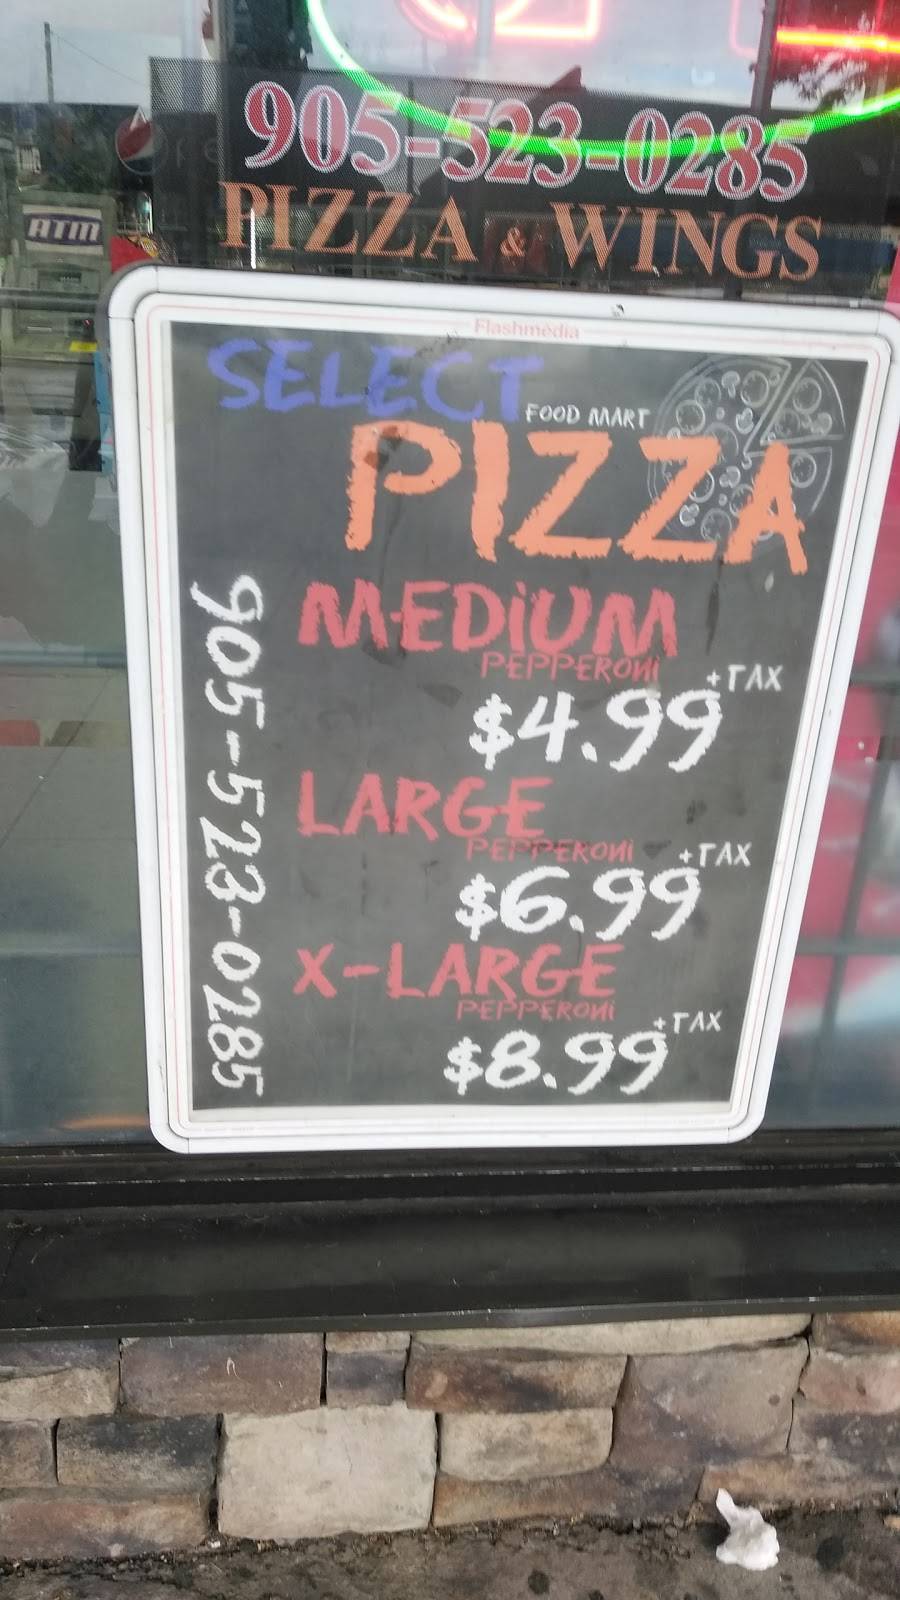 905-523-0285
PIZZA & WINGS
ATM
Flashmédia
SELECT
FOOD MART
PIZZA
MEDiUM
PEPPERONi
+TAX
$4.99
LARGE
PEPPERONi
+TAX
$6.99
X-LARGE
PEPPERONi
+TAX
$8.99
905-523-0285